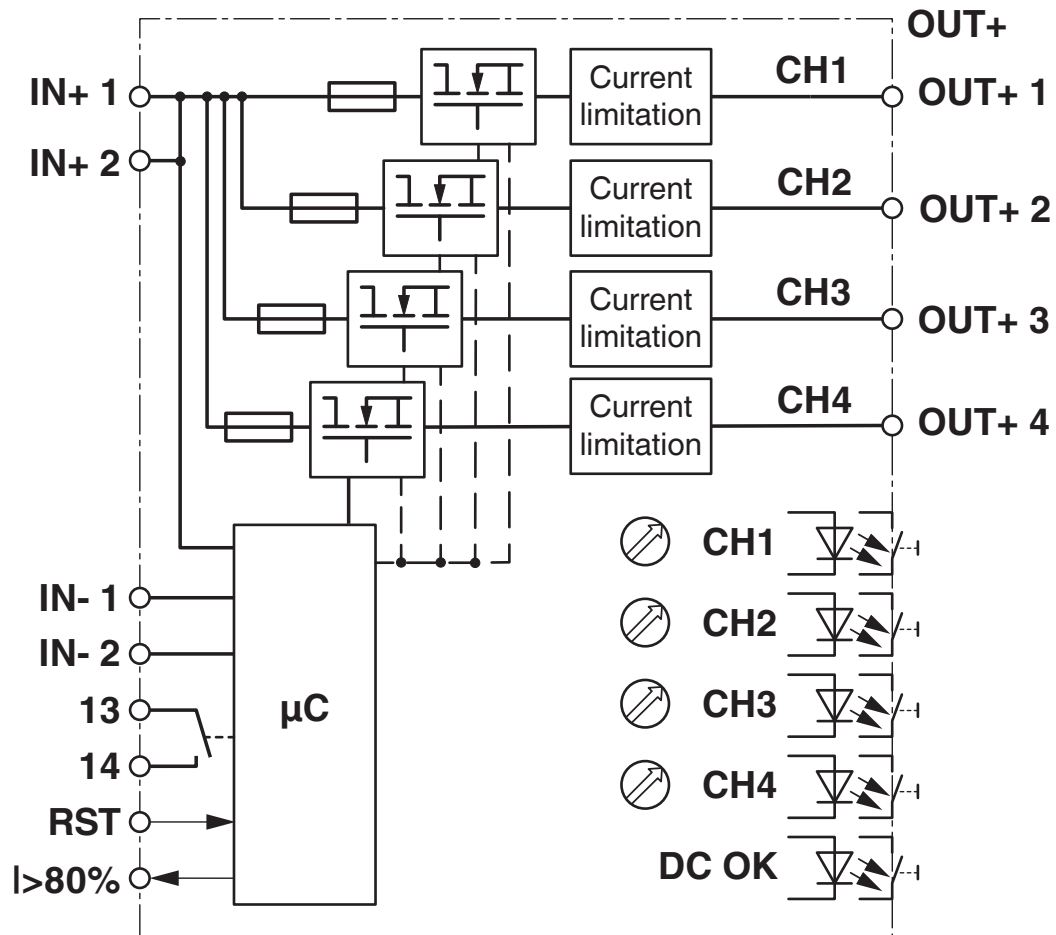 OUT+
IN+ 1
Current
limitation
CH1
OUT+ 1
IN+ 2
Current
limitation
CH2
OUT+ 2
Current
limitation
CH3
OUT+ 3
Current
limitation
CH4
OUT+ 4
IN- 1
IN- 2
13
14
RST
I>80%
µC
CH1
CH2
CH3
CH4
DC OK